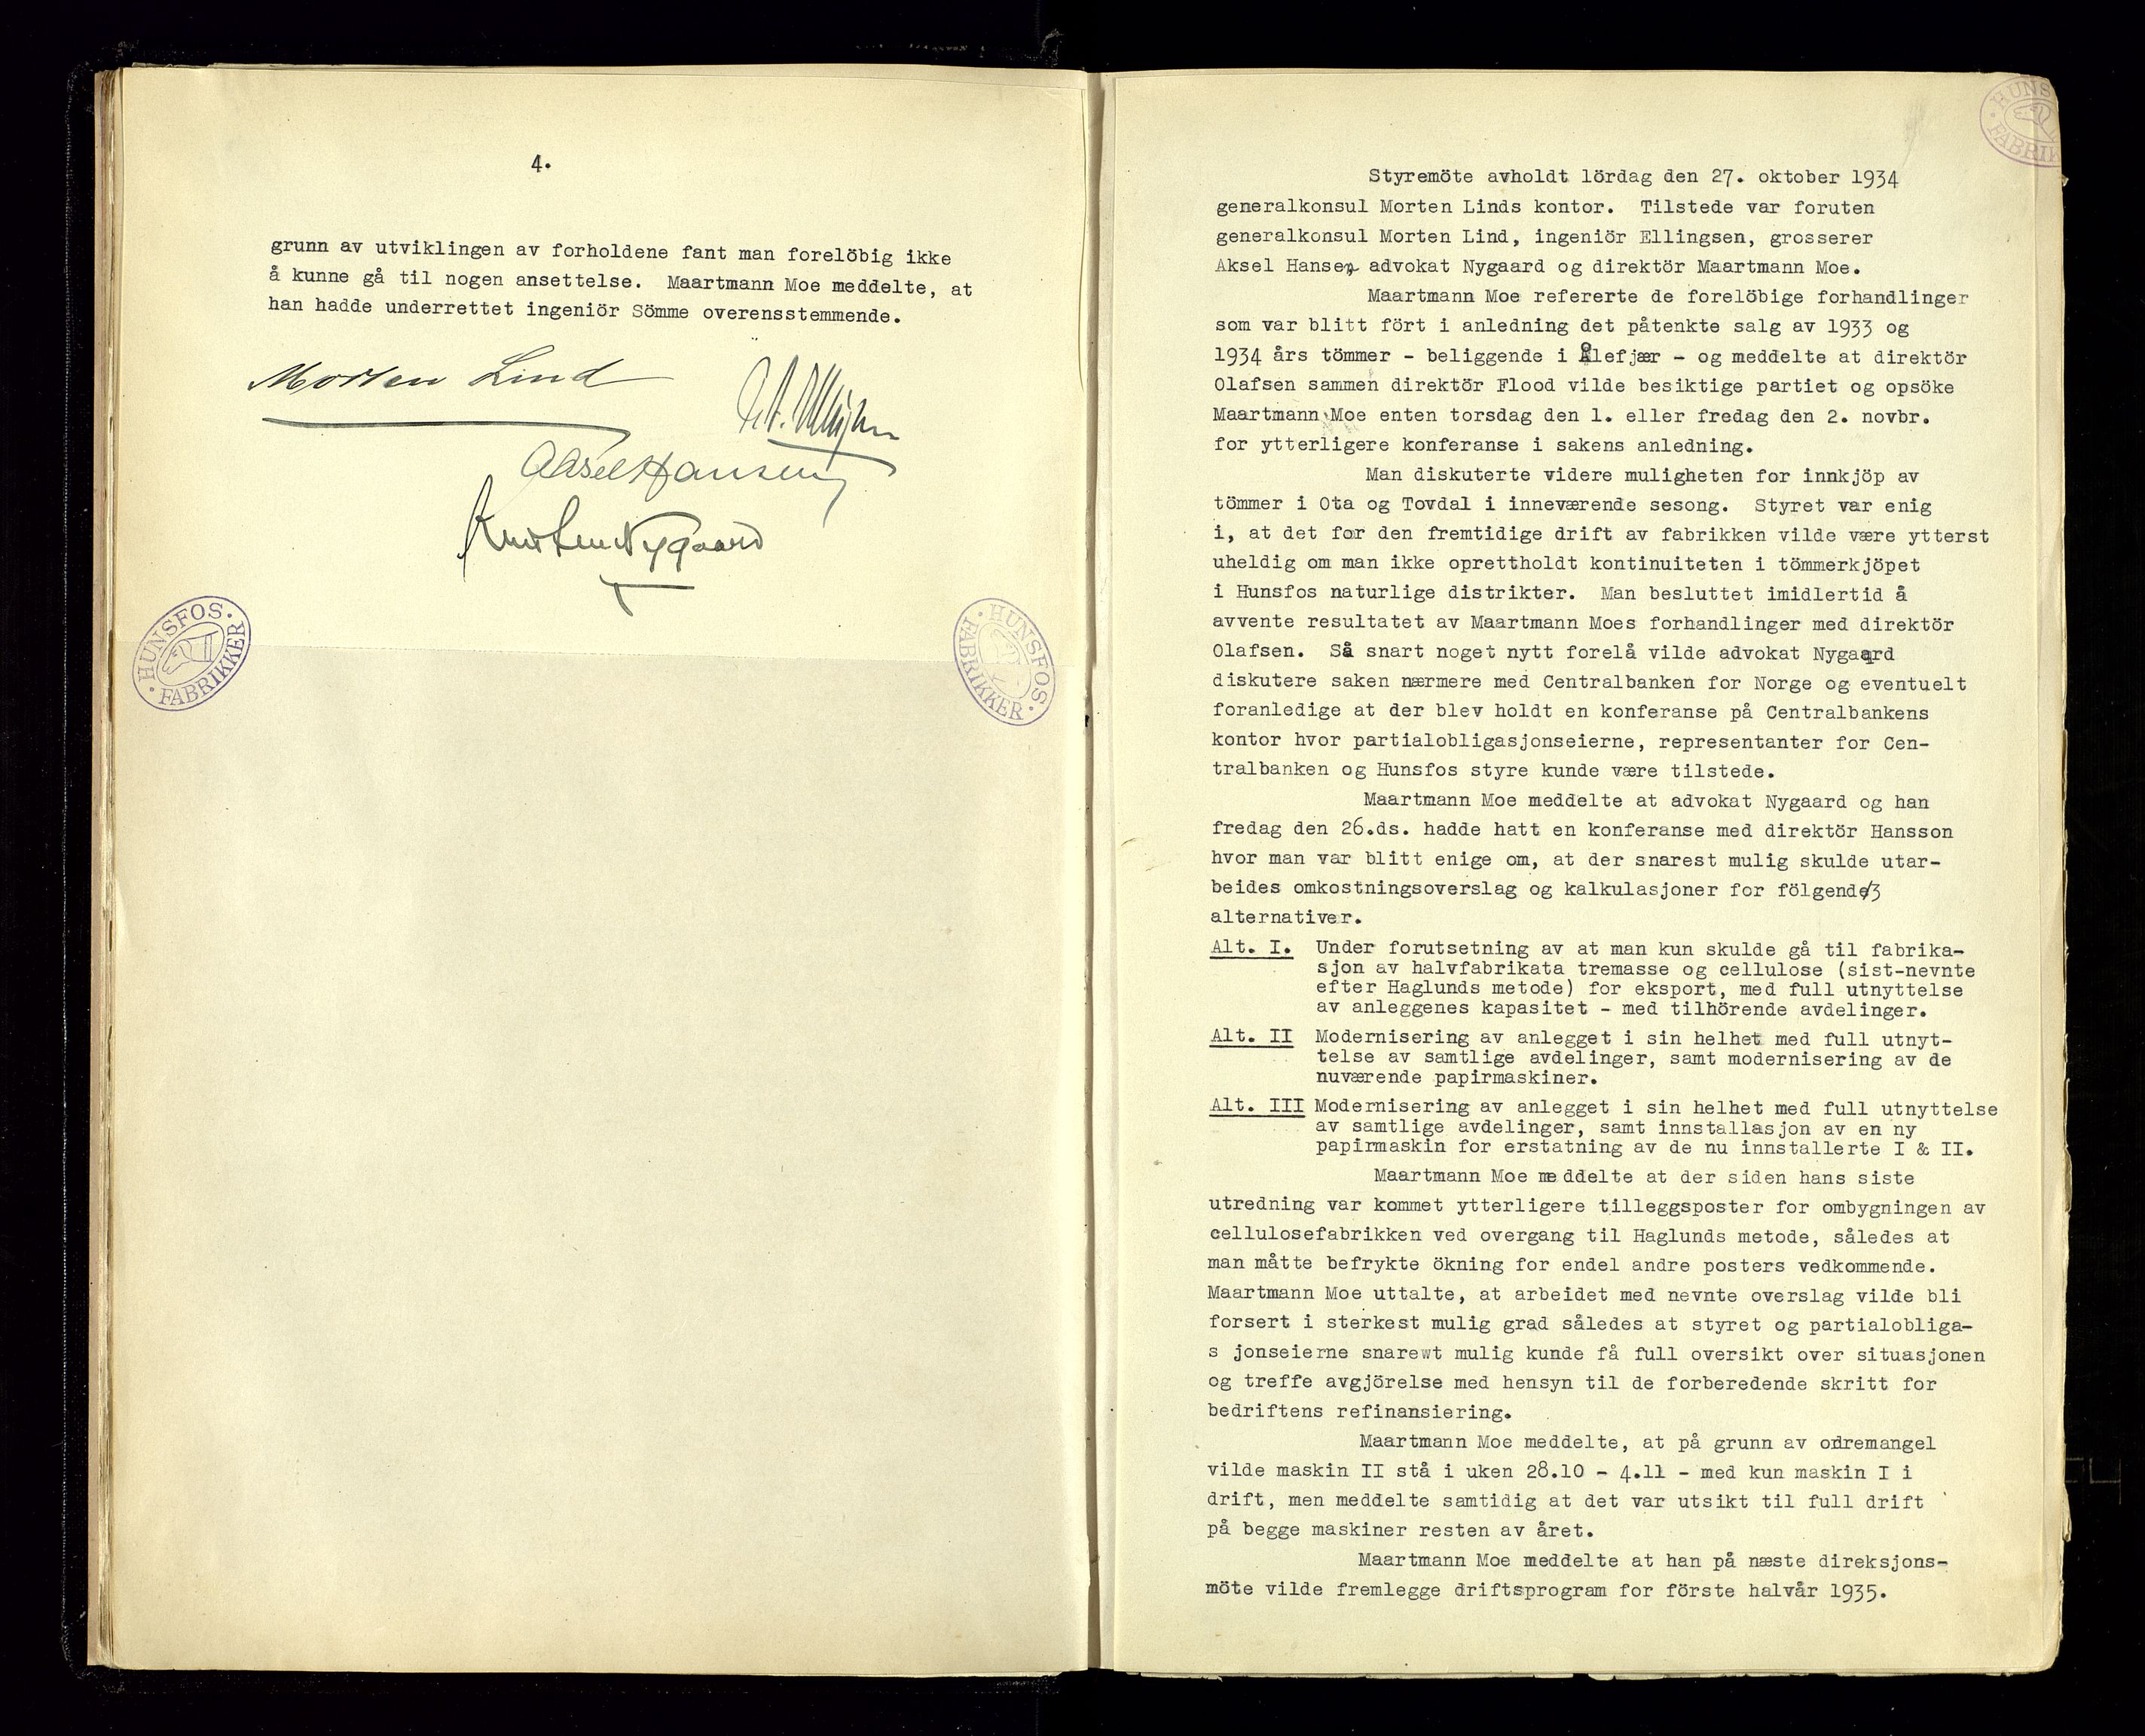 4.
grunn av utviklingen av forholdene fant man forelöbig ikke
å kunne gå til nogen ansettelse. Maartmann Moe meddelte, at
han hadde underrettet ingeniör Sömme overensstemmende.
Morten Lind
Aksel Hansen
Kristen Nygaard
HUNSFOS · FABRIKKER ·
HUNSFOS · FABRIKKER ·
HUNS
FABRIK
Styremöte avholdt lördag den 27. oktober 1934
generalkonsul Morten Linds kontor. Tilstede var foruten
generalkonsul Morten Lind, ingeniör Ellingsen, grosserer
Aksel Hansen advokat Nygaard og direktör Maartmann Moe.
Maartmann Moe refererte de forelöbige forhandlinger
som var blitt fört i anledning det påtenkte salg av 1933 og
1934 års tömmer - beliggende i Ålefjær - og meddelte at direktör
Olafsen sammen direktör Flood vilde besiktige partiet og opsöke
Maartmann Moe enten torsdag den 1. eller fredag den 2. novbr.
for ytterligere konferanse i sakens anledning.
Man diskuterte videre muligheten for innkjöp av
tömmer i Ota og Tovdal i inneværende sesong. Styret var enig
i, at det for den fremtidige drift av fabrikken vilde være ytterst
uheldig om man ikke oprettholdt kontinuiteten i tömmerkjöpet
i Hunsfos naturlige distrikter. Man besluttet imidlertid å
avvente resultatet av Maartmann Moes forhandlinger med direktör
Olafsen. Så snart noget nytt forelå vilde advokat Nygaard
diskutere saken nærmere med Centralbanken for Norge og eventuelt
foranledige at der blev holdt en konferanse på Centralbankens
kontor hvor partialobligasjonseierne, representanter for Cen-
tralbanken og Hunsfos styre kunde være tilstede.
Maartmann Moe meddelte at advokat Nygaard og han
fredag den 26.ds. hadde hatt en konferanse med direktör Hansson
hvor man var blitt enige om, at der snarest mulig skulde utar-
beides omkostningsoverslag og kalkulasjoner for fölgende/3
alternativer.
Alt. I. Under forutsetning av at man kun skulde gå til fabrika-
sjon av halvfabrikata tremasse og cellulose (sist-nevnte
efter Haglunds metode) for eksport, med full utnyttelse
av anleggenes kapasitet - med tilhörende avdelinger.
Alt. II Modernisering av anlegget i sin helhet med full utnyt-
telse av samtlige avdelinger, samt modernisering av de
nuværende papirmaskiner.
Alt. III Modernisering av anlegget i sin helhet med full utnyttelse
av samtlige avdelinger, samt innstallasjon av en ny
papirmaskin for erstatning av de nu innstallerte I & II.
Maartmann Moe meddelte at der siden hans siste
utredning var kommet ytterligere tilleggsposter for ombygningen av
cellulosefabrikken ved overgang til Haglunds metode, således at
man måtte befrykte ökning for endel andre posters vedkommende.
Maartmann Moe uttalte, at arbeidet med nevnte overslag vilde bli
forsert i sterkest mulig grad således at styret og partialobliga-
s jonseierne snarewt mulig kunde få full oversikt over situasjonen
og treffe avgjörelse med hensyn til de forberedende skritt for
bedriftens refinansiering.
Maartmann Moe meddelte, at på grunn av ordremangel
vilde maskin II stå i uken 28.10 - 4.11 - med kun maskin I i
drift, men meddelte samtidig at det var utsikt til full drift
på begge maskiner resten av året.
Maartmann Moe meddelte at han på næste direksjons-
möte vilde fremlegge driftsprogram for förste halvår 1935.